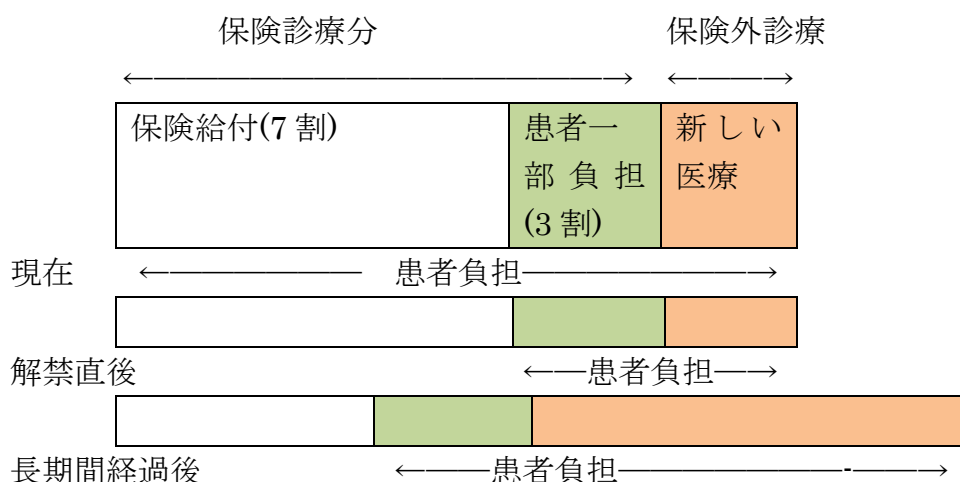 保険診療分 保険外診療
←―――――――――――――――→ ←―――→
保険給付(7 割)
患者一
部 負 担
(3 割)
新 し い
医療
現在 ←―――――― 患者負担――――――――→
解禁直後 ←――患者負担――→
長期間経過後 ←―――患者負担―――――――-―――→